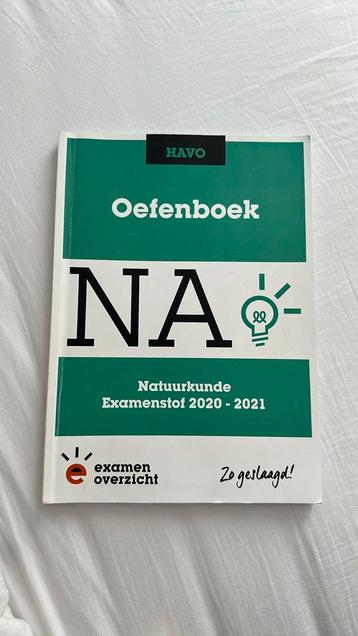 HAVO
Oefenboek
NA
Natuurkunde
Examenstof 2020 - 2021
e examen
overzicht
Zo geslaagd!